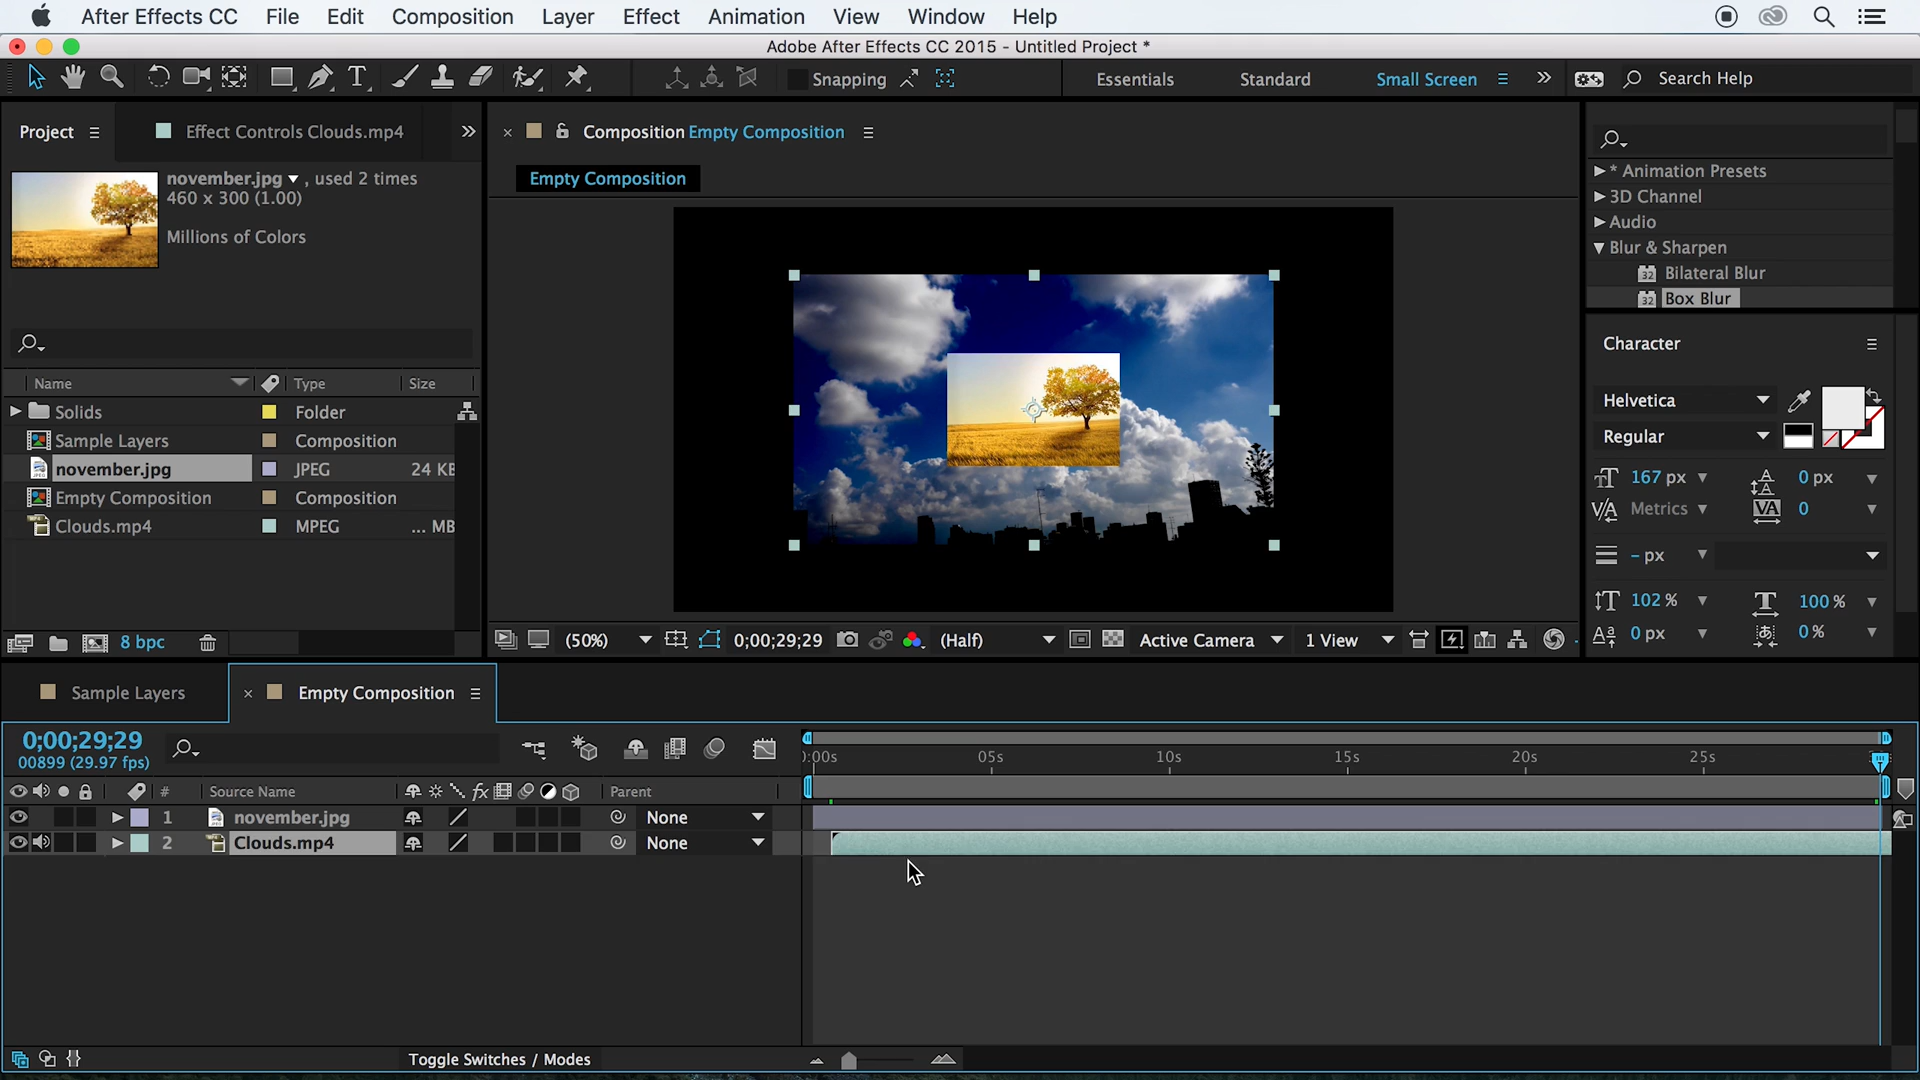 After Effects CC File Edit Composition Layer Effect Animation View Window Help
Adobe After Effects CC 2015 - Untitled Project *
Snapping Essentials Standard Small Screen Search Help
Project Effect Controls Clouds.mp4
Composition Empty Composition
Empty Composition
november.jpg , used 2 times
460 x 300 (1.00)
Millions of Colors
Name Type Size
Solids Folder
Sample Layers Composition
november.jpg JPEG 24 KB
Empty Composition Composition
Clouds.mp4 MPEG ... MB
8 bpc
(50%) 0;00;29;29 (Half) Active Camera 1 View
* Animation Presets
3D Channel
Audio
Blur & Sharpen
32 Bilateral Blur
32 Box Blur
Character
Helvetica
Regular
167 px 0 px
Metrics 0
- px
102 % 100 %
0 px 0 %
Sample Layers Empty Composition
0;00;29;29
00899 (29.97 fps)
# Source Name fx Parent
1 november.jpg None
2 Clouds.mp4 None
):00s 05s 10s 15s 20s 25s
Toggle Switches / Modes